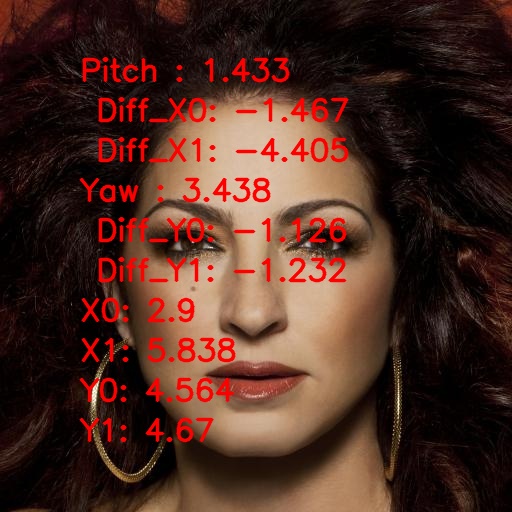 Pitch : 1.433
Diff_X0: -1.467
Diff_X1: -4.405
Yaw : 3.438
Diff_Y0: -1.126
Diff_Y1: -1.232
X0: 2.9
X1: 5.838
Y0: 4.564
Y1: 4.67